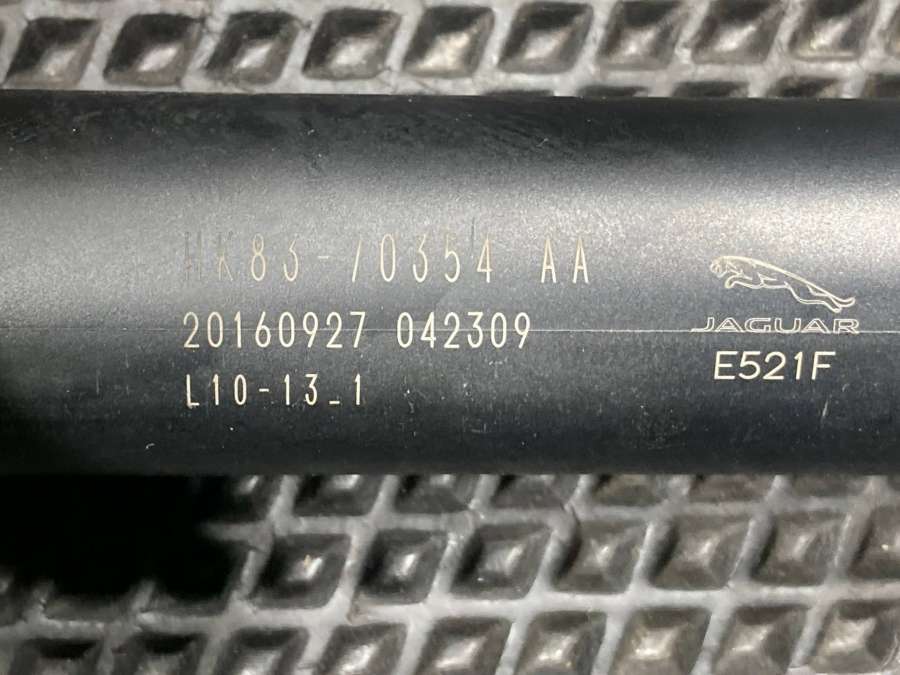 HK83-70354 AA
20160927 042309
L10-13_1
JAGUAR
E521F